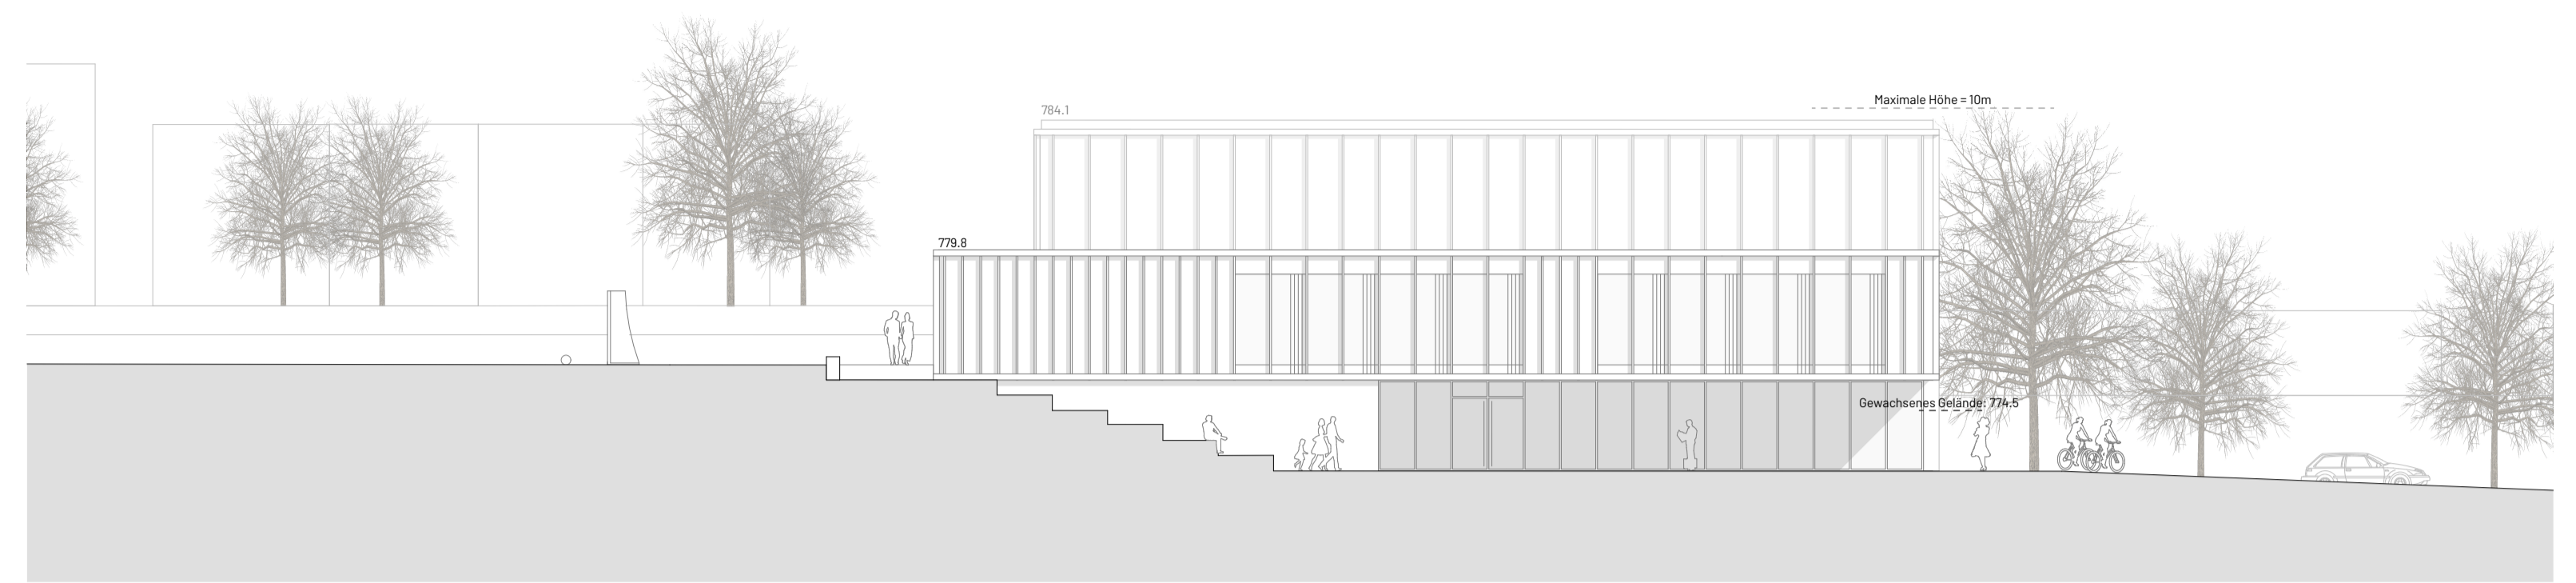 784.1
Maximale Höhe = 10m
779.8
Gewachsenes Gelände: 774.5